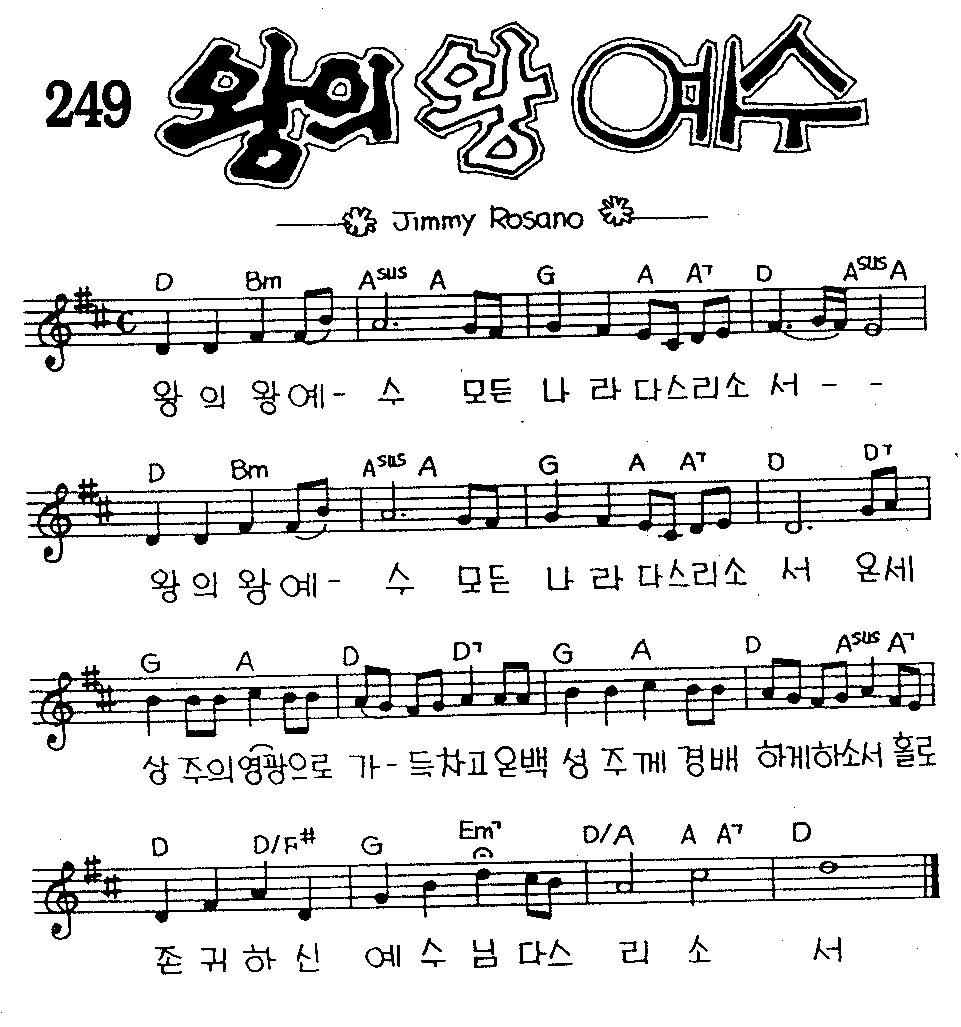 249 왕의 왕 예수
Jimmy Rosano
D Bm Asus A G A A7 D Asus A
왕 의 왕 예 - 수 모든 나 라 다스리소 서 - -
D Bm Asus A G A A7 D D7
왕 의 왕 예 - 수 모든 나 라 다스리소 서 온세
G A D D7 G A D Asus A7
상 주의영광으로 가 - 득차고온백 성 주 께 경배 하게하소서 홀로
D D/F# G Em7 D/A A A7 D
존 귀 하 신 예 수 님 다스 리 소 서